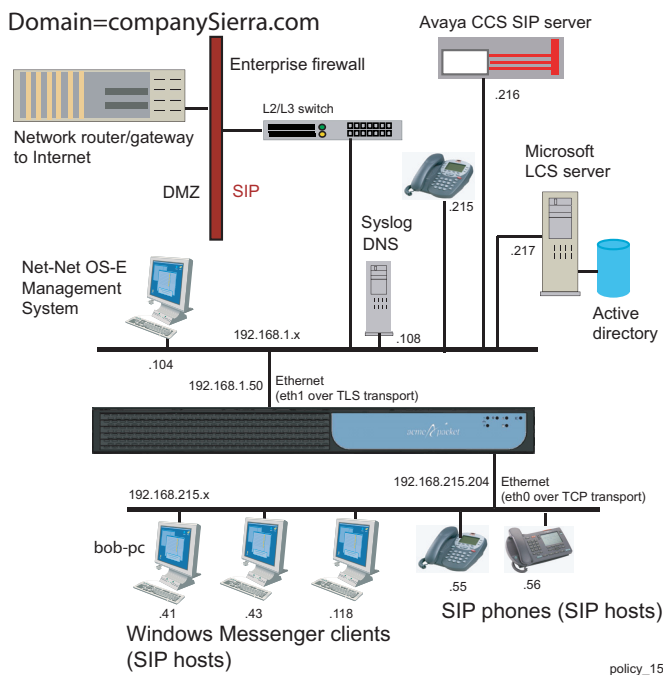 Domain=companySierra.com
Avaya CCS SIP server
Enterprise firewall
L2/L3 switch
.216
Network router/gateway
to Internet
DMZ
SIP
.215
Microsoft
LCS server
Syslog
DNS
.217
Net-Net OS-E
Management
System
Active
directory
192.168.1.x
.108
.104
192.168.1.50
Ethernet
(eth1 over TLS transport)
acme packet
192.168.215.204
Ethernet
(eth0 over TCP transport)
192.168.215.x
bob-pc
.41
.43
.118
.55
.56
Windows Messenger clients
(SIP hosts)
SIP phones (SIP hosts)
policy_15